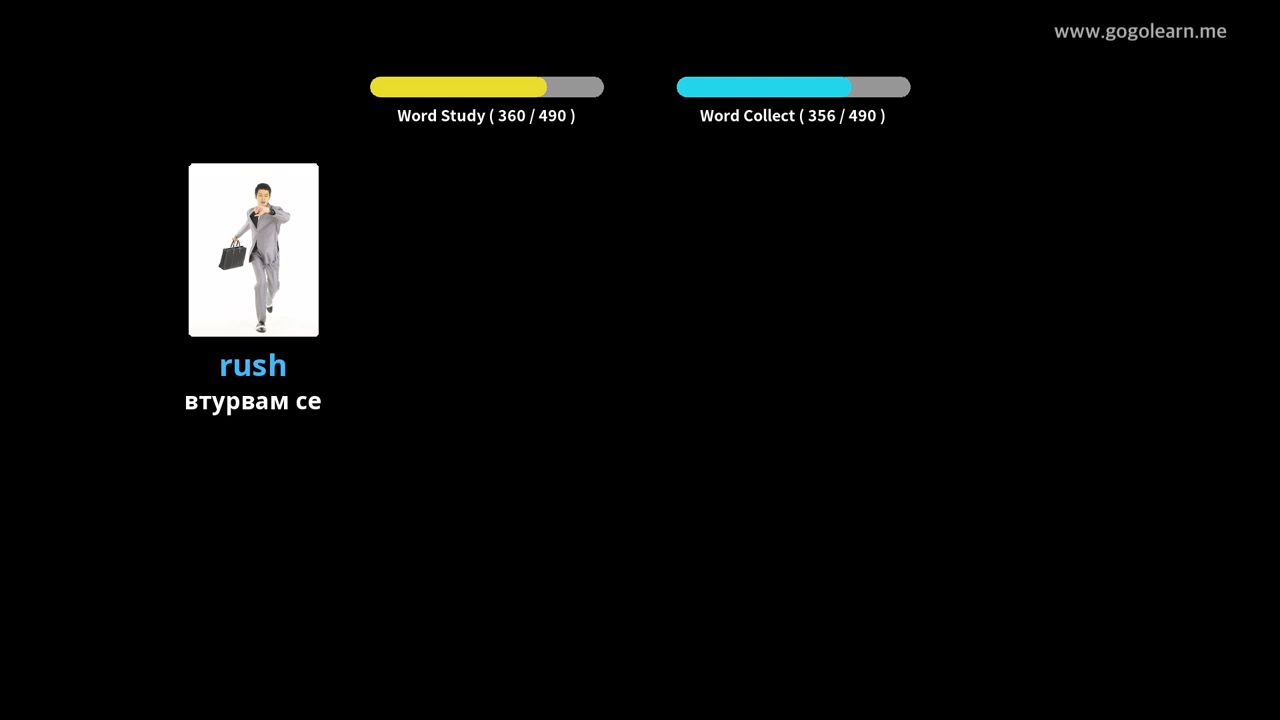 www.gogolearn.me
Word Study ( 360 / 490 )
Word Collect ( 356 / 490 )
rush
втурвам се